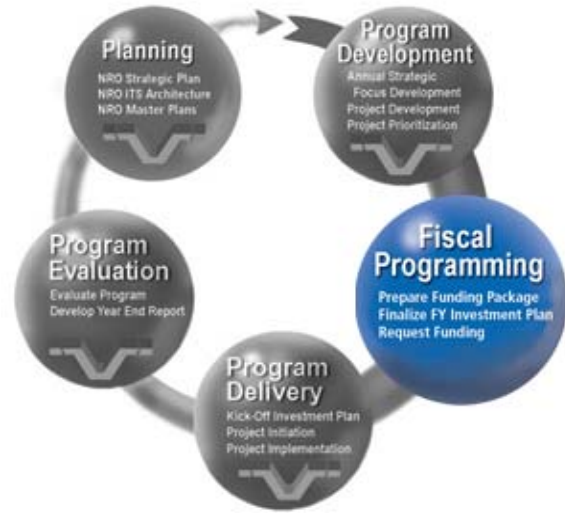 Planning
NRO Strategic Plan
NRO ITS Architecture
NRO Master Plans
Program
Development
Annual Strategic
Focus Development
Project Development
Project Prioritization
Fiscal
Programming
Prepare Funding Package
Finalize FY Investment Plan
Request Funding
Program
Delivery
Kick-Off Investment Plan
Project Initiation
Project Implementation
Program
Evaluation
Evaluate Program
Develop Year End Report